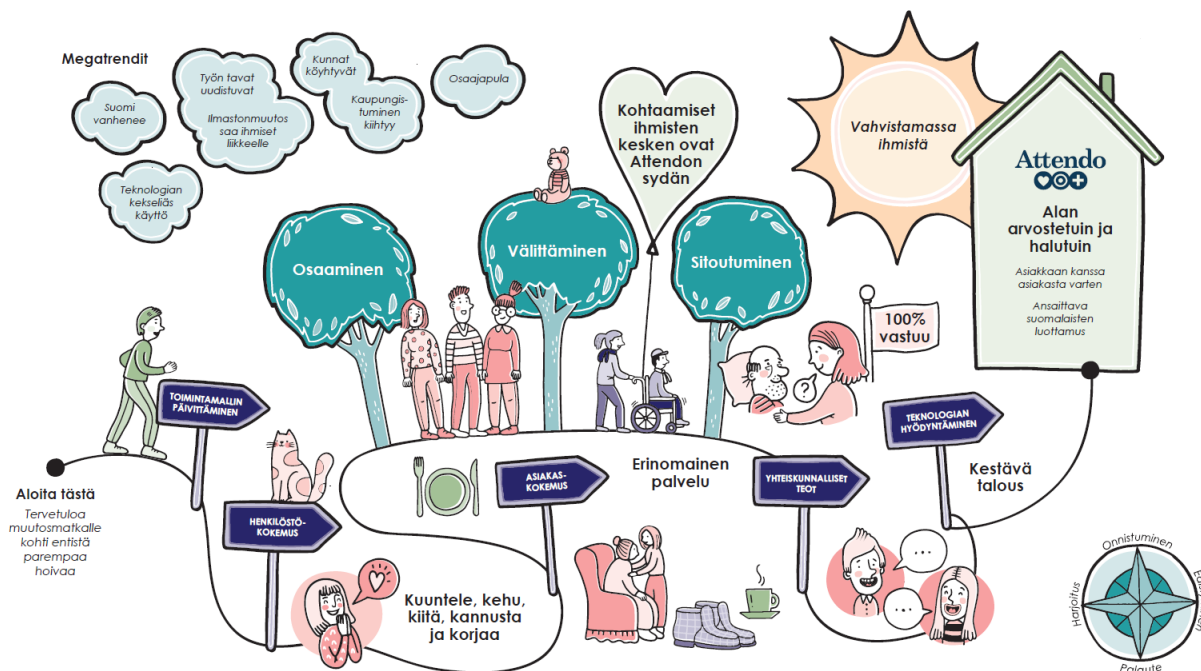 Megatrendit
Suomi
vanhenee
Työn tavat
uudistuvat
Ilmastonmuutos
saa ihmiset
liikkeelle
Kunnat
köyhtyvät
Kaupungis-
tuminen
kiihtyy
Osaajapula
Teknologian
kekseliäs
käyttö
Kohtaamiset
ihmisten
kesken ovat
Attendon
sydän
Vahvistamassa
ihmistä
Attendo
Alan
arvostetuin ja
halutuin
Asiakkaan kanssa
asiakasta varten
Ansaittava
suomalaisten
luottamus
Osaaminen
Välittäminen
Sitoutuminen
100%
vastuu
?
TOIMINTAMALLIN
PÄIVITTÄMINEN
Aloita tästä
Tervetuloa
muutosmatkalle
kohti entistä
parempaa
hoivaa
HENKILÖSTÖ-
KOKEMUS
Kuuntele, kehu,
kiitä, kannusta
ja korjaa
ASIAKAS-
KOKEMUS
Erinomainen
palvelu
YHTEISKUNNALLISET
TEOT
TEKNOLOGIAN
HYÖDYNTÄMINEN
Kestävä
talous
...
...
Onnistuminen
Harjoitus
Palaute